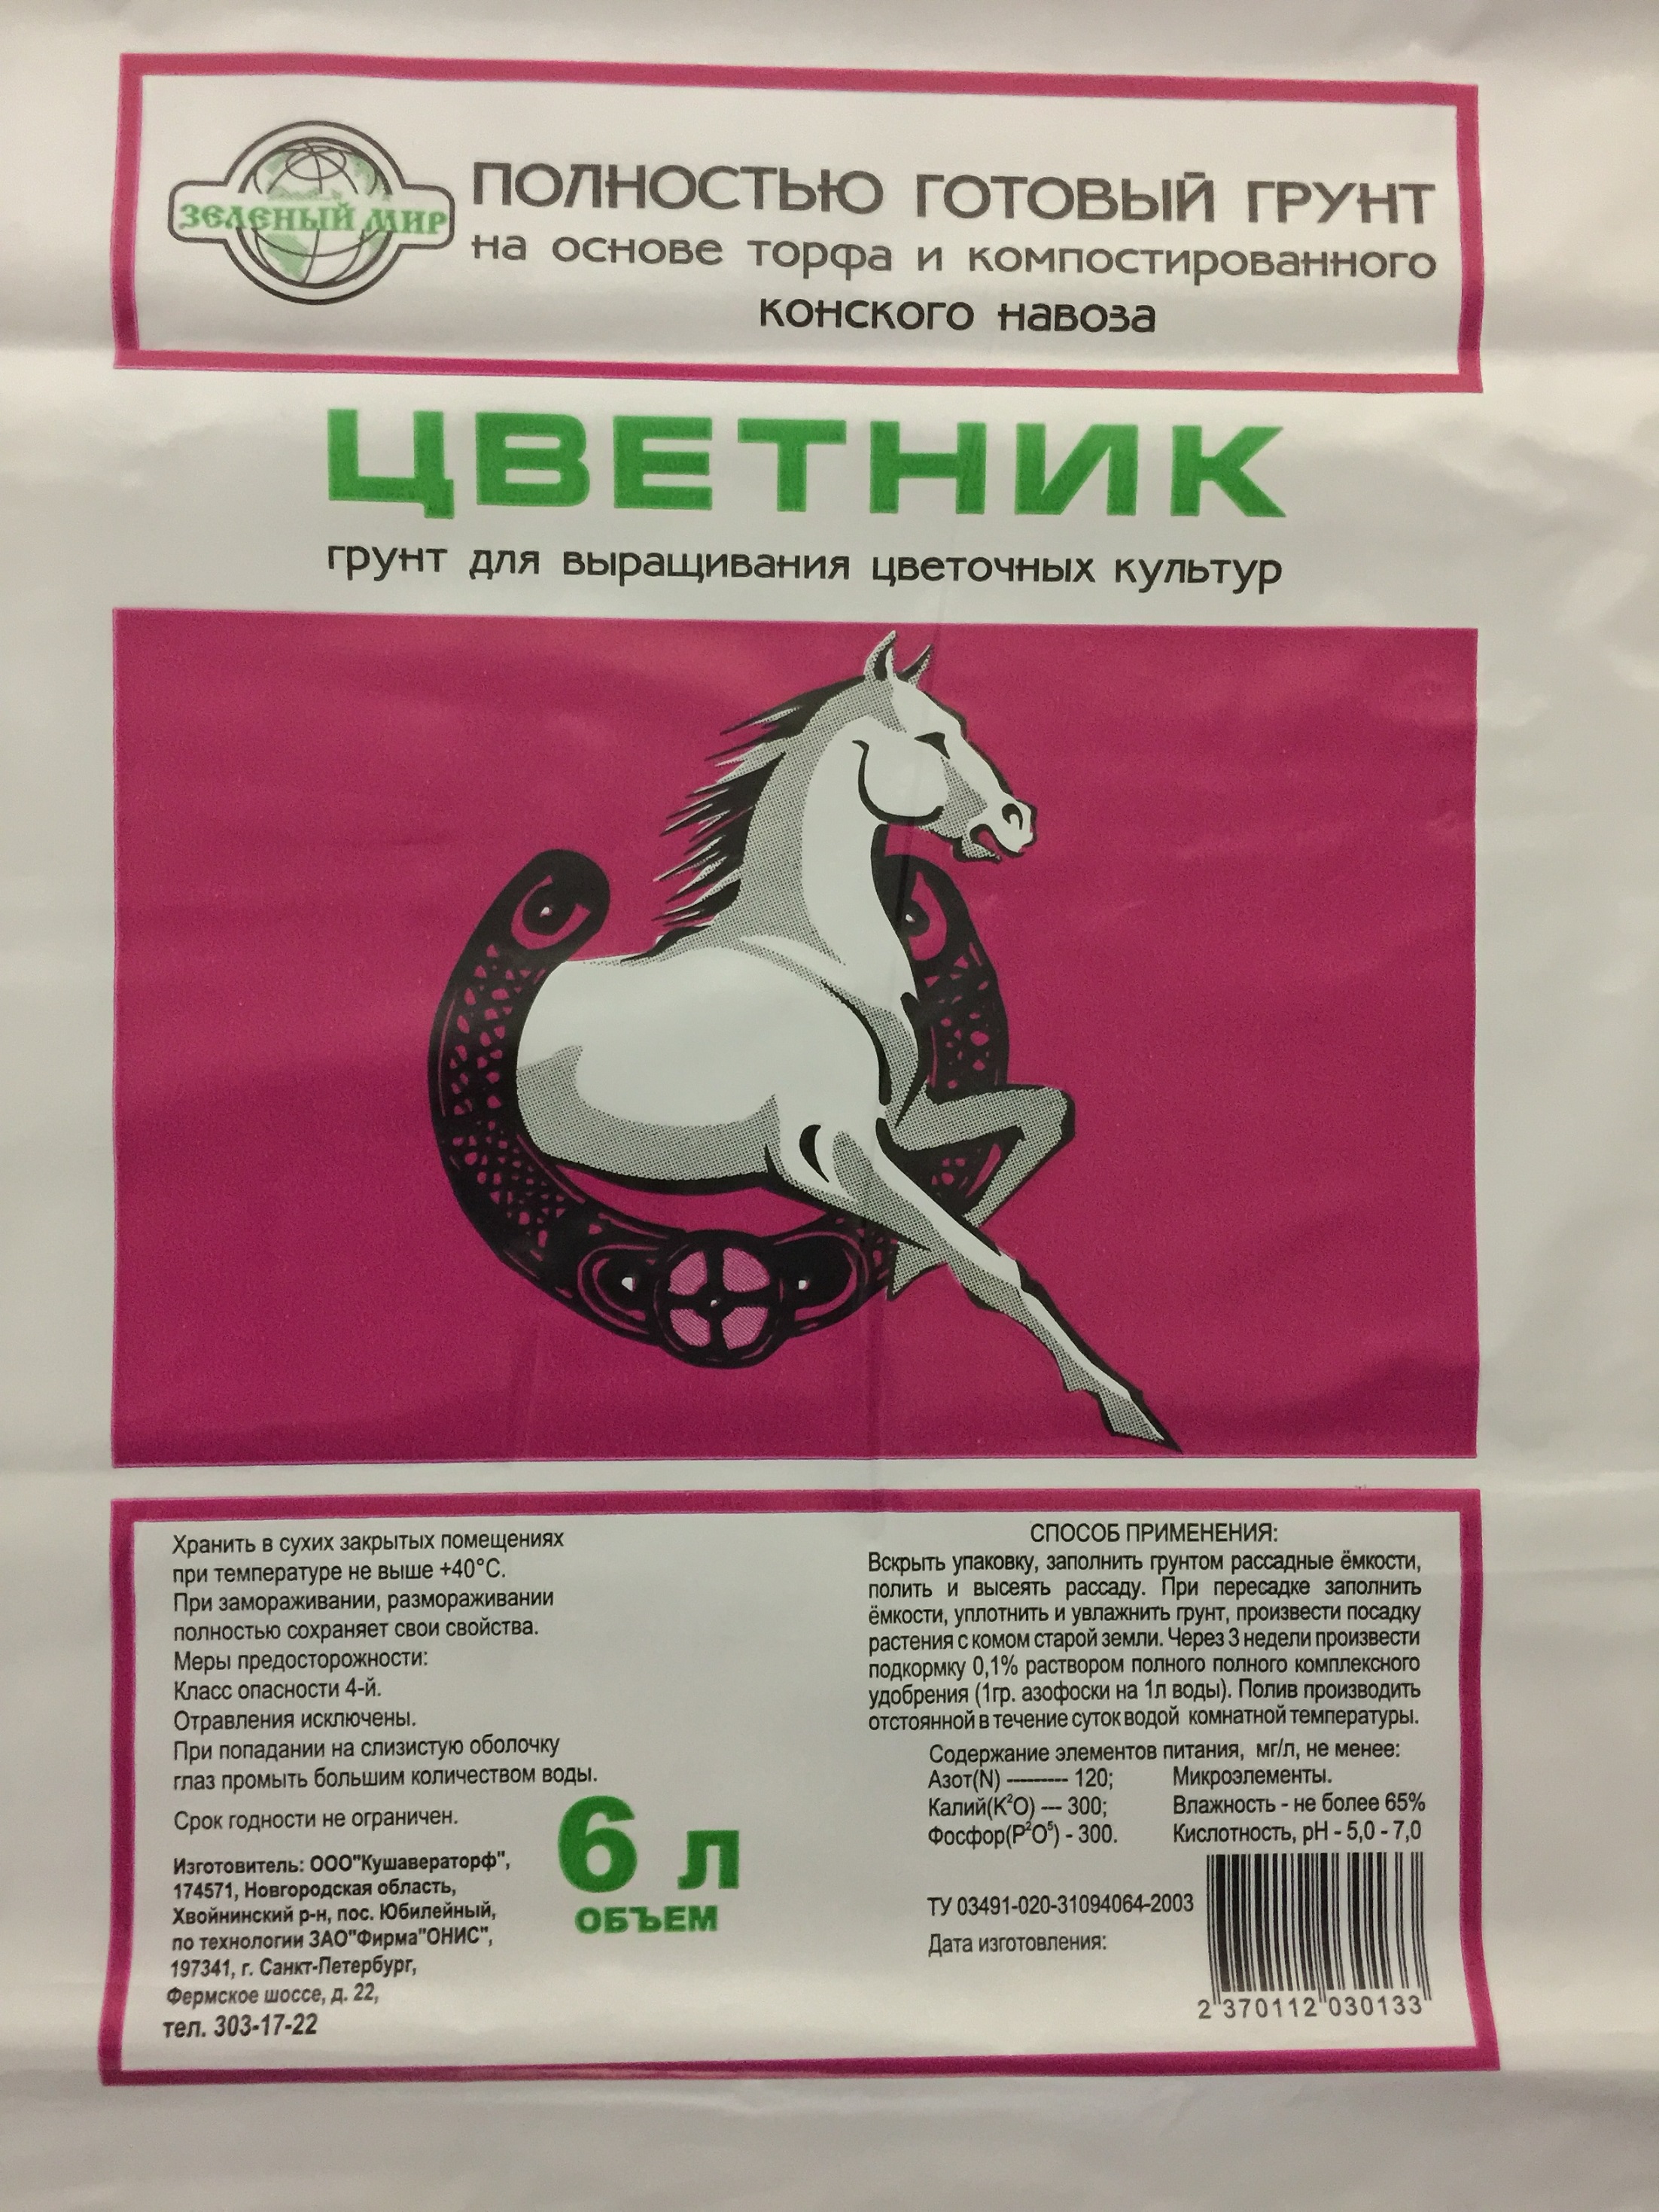 ЗЕЛЕНЫЙ МИР
ПОЛНОСТЬЮ ГОТОВЫЙ ГРУНТ
на основе торфа и компостированного
конского навоза
ЦВЕТНИК
грунт для выращивания цветочных культур
Хранить в сухих закрытых помещениях
при температуре не выше +40°С.
При замораживании, размораживании
полностью сохраняет свои свойства.
Меры предосторожности:
Класс опасности 4-й.
Отравления исключены.
При попадании на слизистую оболочку
глаз промыть большим количеством воды.
Срок годности не ограничен.
Изготовитель: ООО"Кушавераторф",
174571, Новгородская область,
Хвойнинский р-н, пос. Юбилейный,
по технологии ЗАО"Фирма"ОНИС",
197341, г. Санкт-Петербург,
Фермское шоссе, д. 22,
тел. 303-17-22
6 л
ОБЪЕМ
СПОСОБ ПРИМЕНЕНИЯ:
Вскрыть упаковку, заполнить грунтом рассадные ёмкости,
полить и высеять рассаду. При пересадке заполнить
ёмкости, уплотнить и увлажнить грунт, произвести посадку
растения с комом старой земли. Через 3 недели произвести
подкормку 0,1% раствором полного полного комплексного
удобрения (1гр. азофоски на 1л воды). Полив производить
отстоянной в течение суток водой комнатной температуры.
Содержание элементов питания, мг/л, не менее:
Азот(N) --------- 120; Микроэлементы.
Калий(K²O) --- 300; Влажность - не более 65%
Фосфор(P²O⁵) - 300. Кислотность, pH - 5,0 - 7,0
ТУ 03491-020-31094064-2003
Дата изготовления:
2 370112 030133